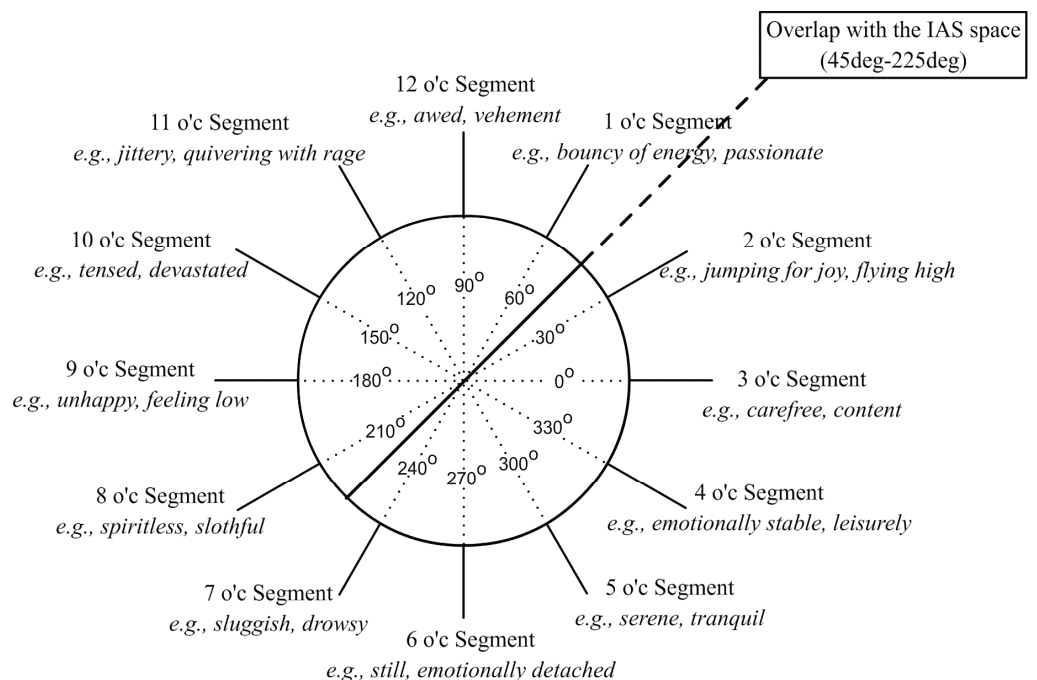 Overlap with the IAS space
(45deg-225deg)
12 o'c Segment
e.g., awed, vehement
11 o'c Segment
e.g., jittery, quivering with rage
1 o'c Segment
e.g., bouncy of energy, passionate
10 o'c Segment
e.g., tensed, devastated
2 o'c Segment
e.g., jumping for joy, flying high
90°
120°
60°
150°
30°
9 o'c Segment
e.g., unhappy, feeling low
180°
0°
3 o'c Segment
e.g., carefree, content
210°
330°
240°
270°
300°
8 o'c Segment
e.g., spiritless, slothful
4 o'c Segment
e.g., emotionally stable, leisurely
7 o'c Segment
e.g., sluggish, drowsy
5 o'c Segment
e.g., serene, tranquil
6 o'c Segment
e.g., still, emotionally detached